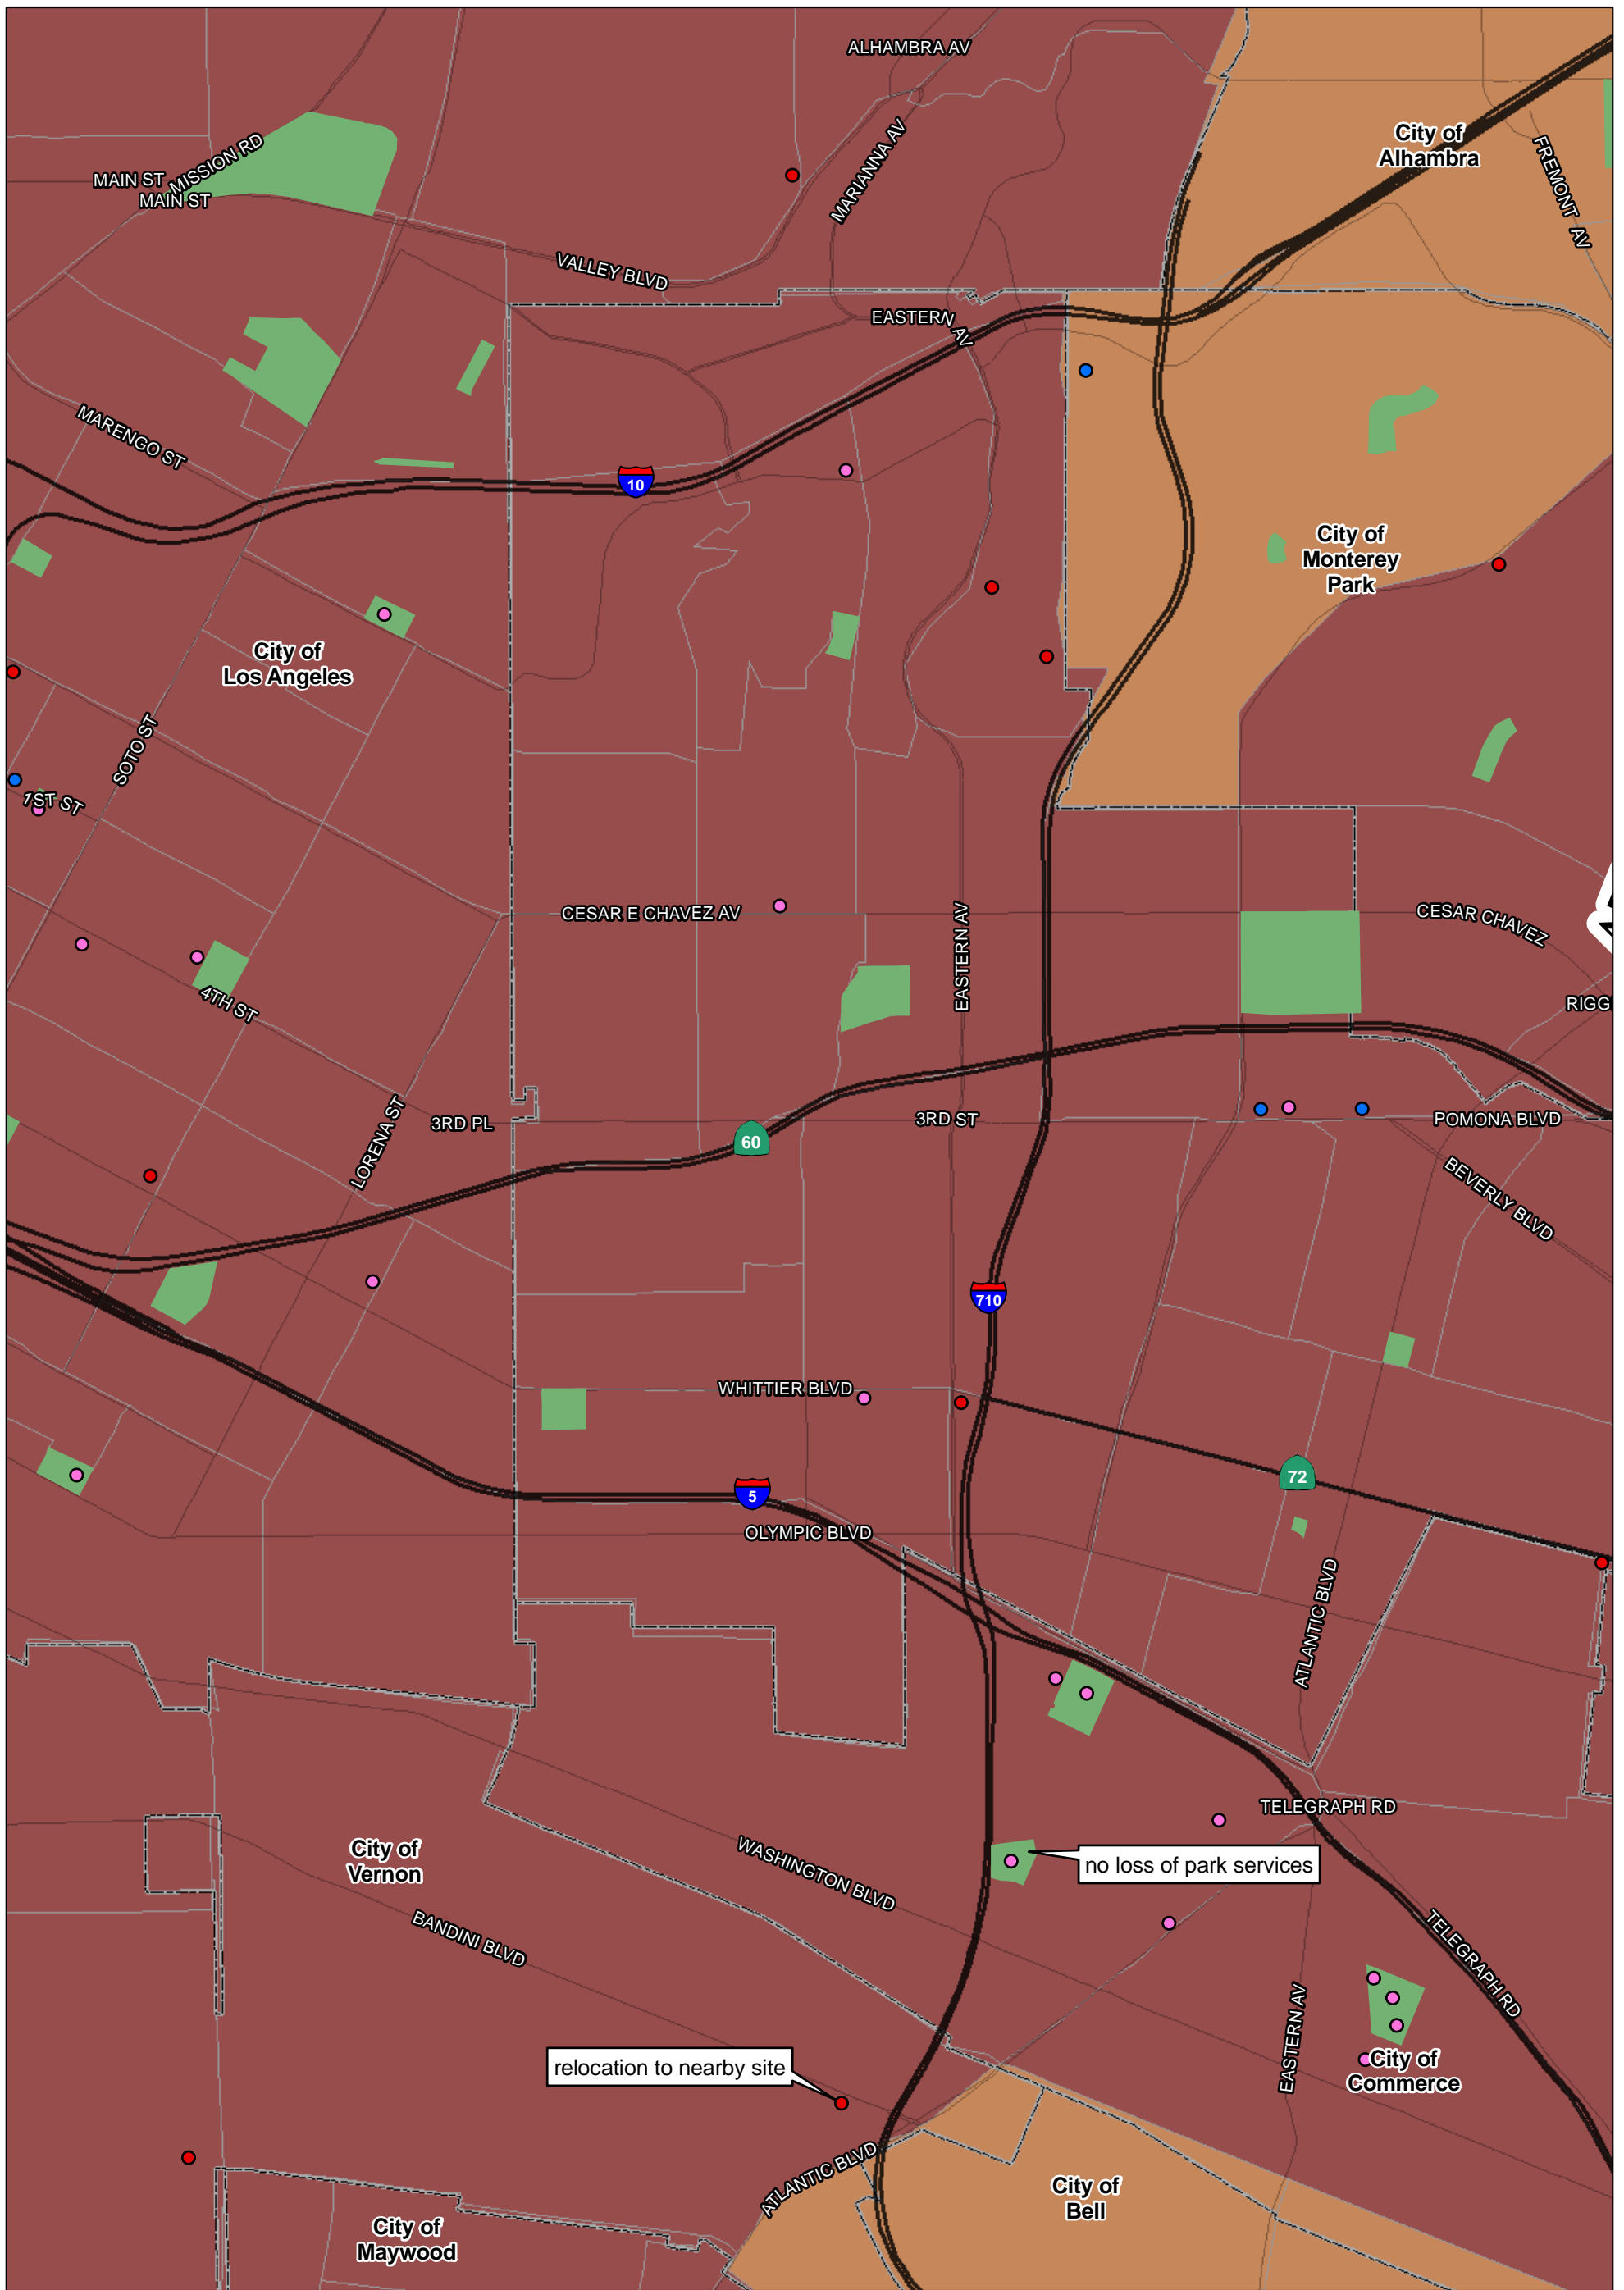 ALHAMBRA AV
City of
Alhambra
FREMONT AV
MARIANNA AV
MISSION RD
MAIN ST
MAIN ST
VALLEY BLVD
EASTERN AV
MARENGO ST
10
City of
Monterey
Park
City of
Los Angeles
SOTO ST
1ST ST
CESAR E CHAVEZ AV
CESAR CHAVEZ
EASTERN AV
4TH ST
RIGG
LORENA ST
3RD PL
3RD ST
POMONA BLVD
60
BEVERLY BLVD
710
WHITTIER BLVD
72
5
OLYMPIC BLVD
ATLANTIC BLVD
TELEGRAPH RD
City of
Vernon
WASHINGTON BLVD
no loss of park services
BANDINI BLVD
TELEGRAPH RD
EASTERN AV
City of
Commerce
relocation to nearby site
ATLANTIC BLVD
City of
Bell
City of
Maywood